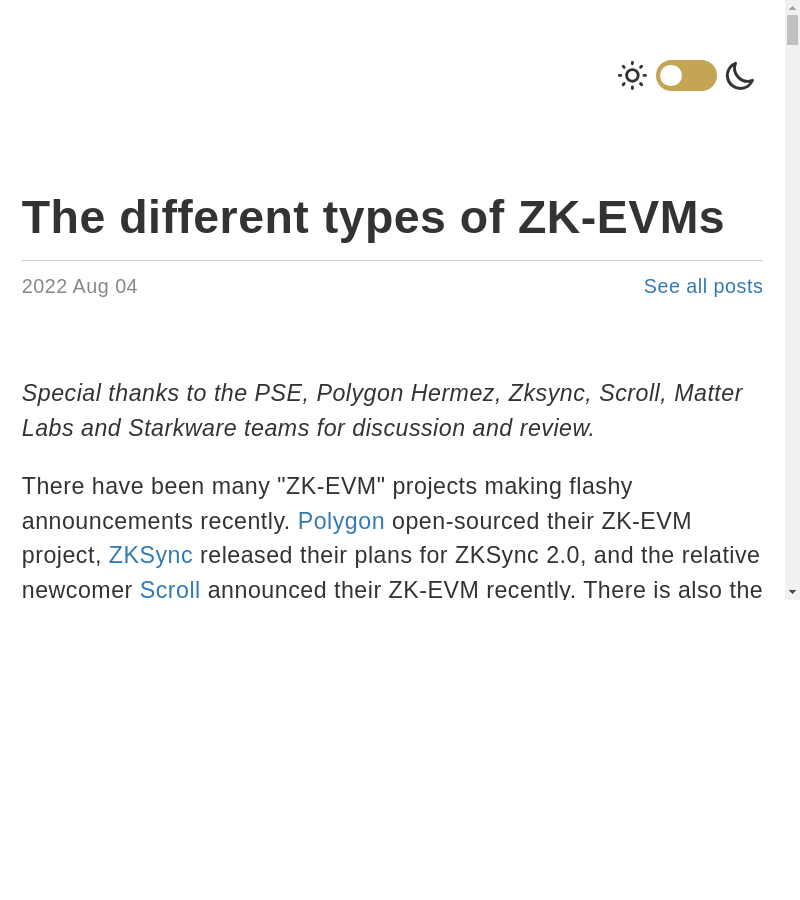 The different types of ZK-EVMs
2022 Aug 04
See all posts
Special thanks to the PSE, Polygon Hermez, Zksync, Scroll, Matter
Labs and Starkware teams for discussion and review.
There have been many "ZK-EVM" projects making flashy
announcements recently. Polygon open-sourced their ZK-EVM
project, ZKSync released their plans for ZKSync 2.0, and the relative
newcomer Scroll announced their ZK-EVM recently. There is also the